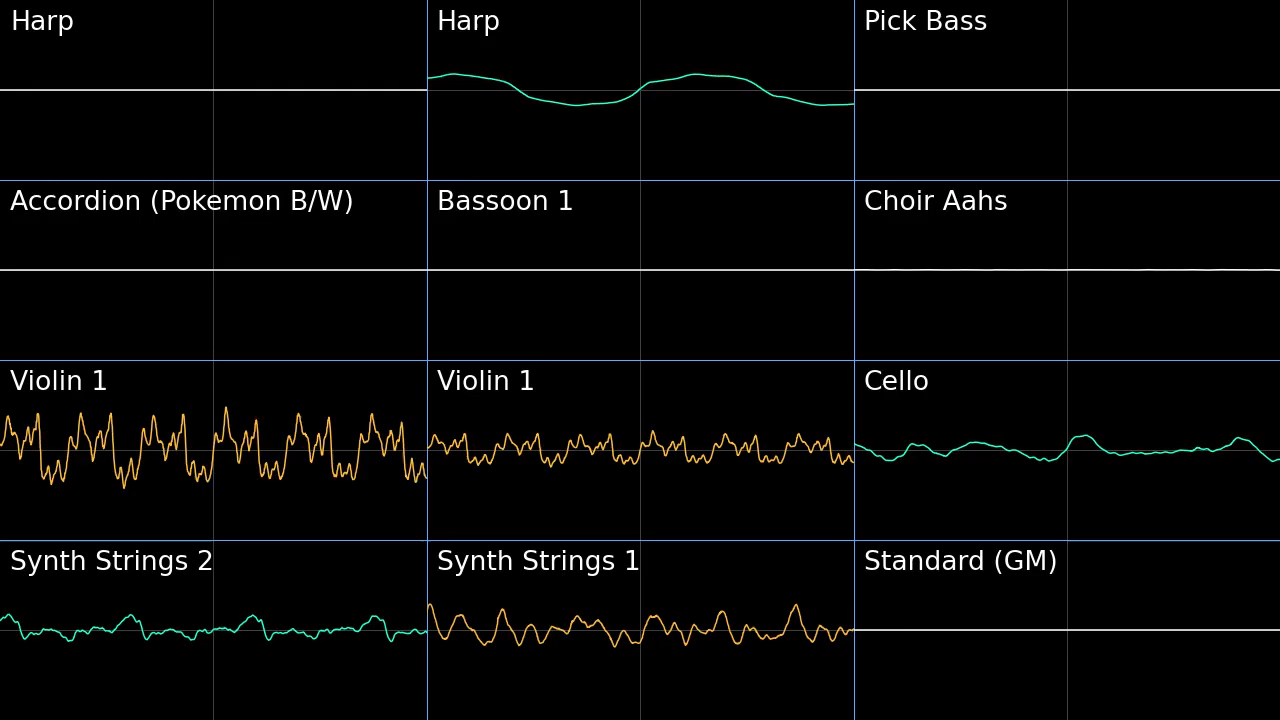 Harp
Harp
Pick Bass
Accordion (Pokemon B/W)
Bassoon 1
Choir Aahs
Violin 1
Violin 1
Cello
Synth Strings 2
Synth Strings 1
Standard (GM)